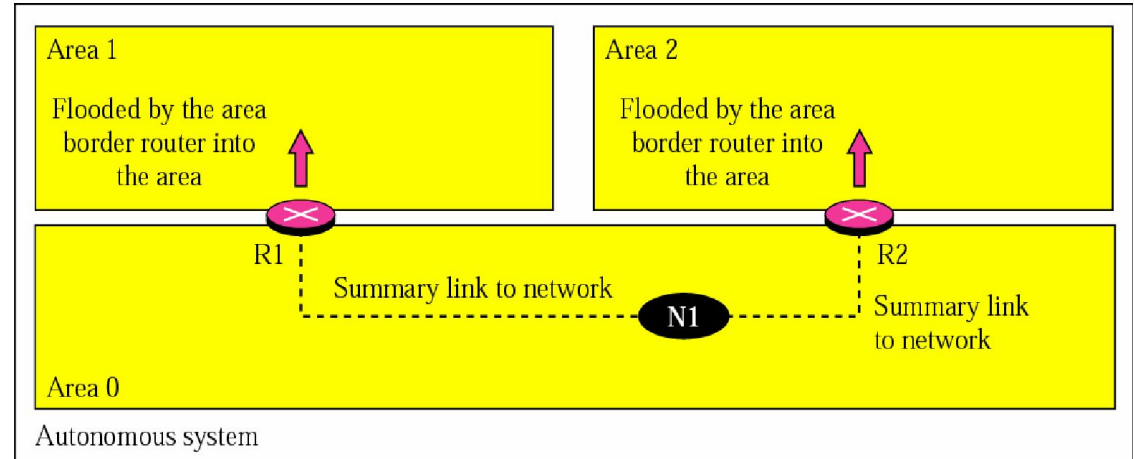 Area 1
Flooded by the area
border router into
the area
Area 2
Flooded by the area
border router into
the area
R1
R2
Summary link to network
N1
Summary link
to network
Area 0
Autonomous system